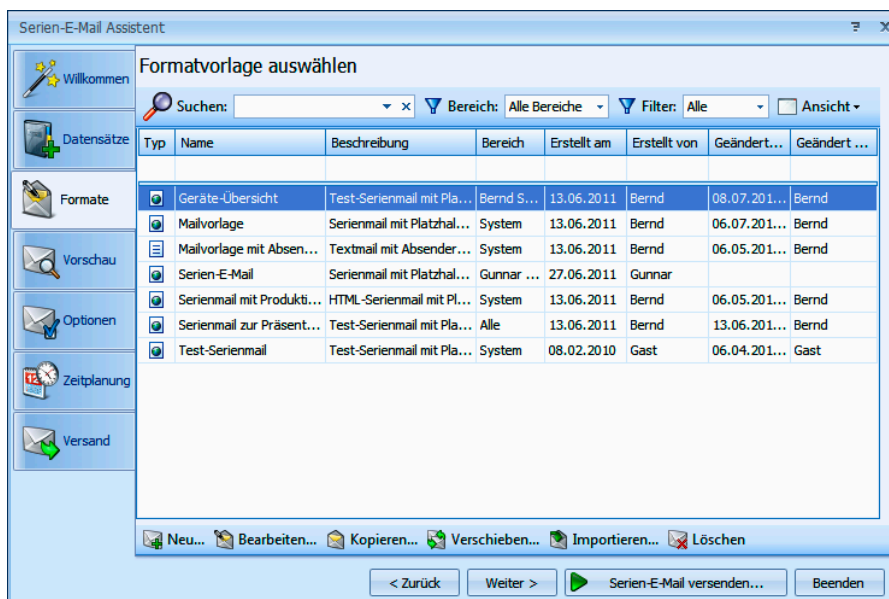 Serien-E-Mail Assistent ? X
Willkommen
Datensätze
Formate
Vorschau
Optionen
Zeitplanung
Versand
Formatvorlage auswählen
Suchen: Bereich: Alle Bereiche Filter: Alle Ansicht
Typ Name Beschreibung Bereich Erstellt am Erstellt von Geändert... Geändert ...
Geräte-Übersicht Test-Serienmail mit Pla... Bernd S... 13.06.2011 Bernd 08.07.201... Bernd
Mailvorlage Serienmail mit Platzhal... System 13.06.2011 Bernd 06.07.201... Bernd
Mailvorlage mit Absen... Textmail mit Absender... System 13.06.2011 Bernd 06.05.201... Bernd
Serien-E-Mail Serienmail mit Platzhal... Gunnar ... 27.06.2011 Gunnar
Serienmail mit Produkti... HTML-Serienmail mit Pl... System 13.06.2011 Bernd 06.05.201... Bernd
Serienmail zur Präsent... Test-Serienmail mit Pla... Alle 13.06.2011 Bernd 13.06.201... Bernd
Test-Serienmail Test-Serienmail mit Pla... System 08.02.2010 Gast 06.04.201... Gast
Neu... Bearbeiten... Kopieren... Verschieben... Importieren... Löschen
< Zurück Weiter > Serien-E-Mail versenden... Beenden